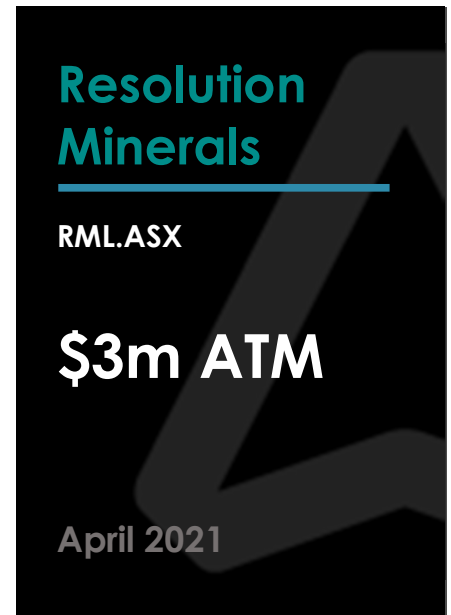 Resolution
Minerals
RML.ASX
$3m ATM
April 2021